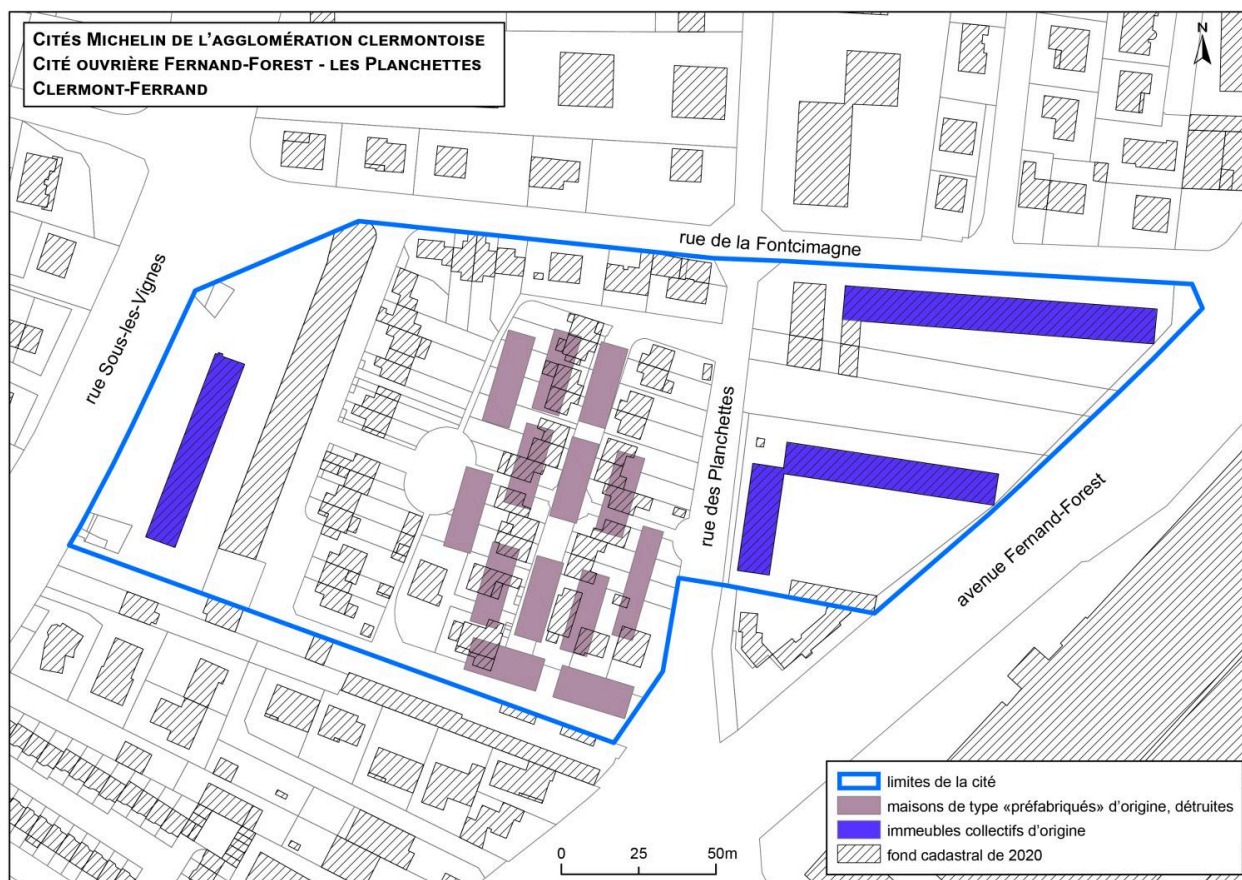 CITÉS MICHELIN DE L'AGGLOMÉRATION CLERMONTOISE
CITÉ OUVRIÈRE FERNAND-FOREST - LES PLANCHETTES
CLERMONT-FERRAND
N
rue de la Fontcimagne
rue Sous-les-Vignes
rue des Planchettes
avenue Fernand-Forest
limites de la cité
maisons de type «préfabriqués» d'origine, détruites
immeubles collectifs d'origine
fond cadastral de 2020
0 25 50m